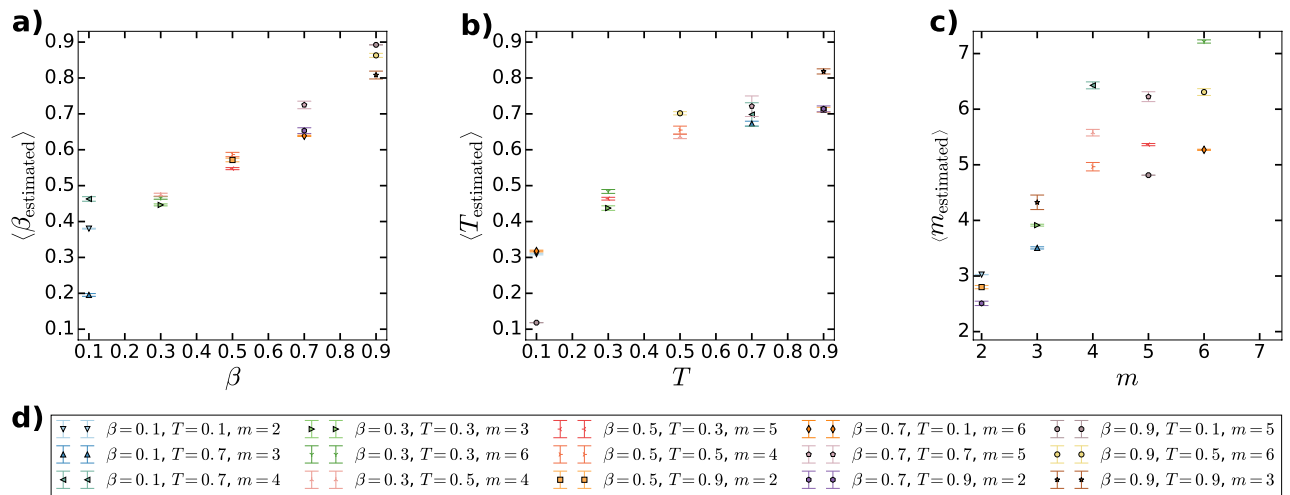 a)
b)
c)
0.9
0.8
0.7
0.6
0.5
0.4
0.3
0.2
0.1
⟨β_estimated⟩
0.1 0.2 0.3 0.4 0.5 0.6 0.7 0.8 0.9
β
0.9
0.8
0.7
0.6
0.5
0.4
0.3
0.2
0.1
⟨T_estimated⟩
0.1 0.2 0.3 0.4 0.5 0.6 0.7 0.8 0.9
T
7
6
5
4
3
2
⟨m_estimated⟩
2 3 4 5 6 7
m
d)
β=0.1, T=0.1, m=2 β=0.3, T=0.3, m=3 β=0.5, T=0.3, m=5 β=0.7, T=0.1, m=6 β=0.9, T=0.1, m=5
β=0.1, T=0.7, m=3 β=0.3, T=0.3, m=6 β=0.5, T=0.5, m=4 β=0.7, T=0.7, m=5 β=0.9, T=0.5, m=6
β=0.1, T=0.7, m=4 β=0.3, T=0.5, m=4 β=0.5, T=0.9, m=2 β=0.7, T=0.9, m=2 β=0.9, T=0.9, m=3